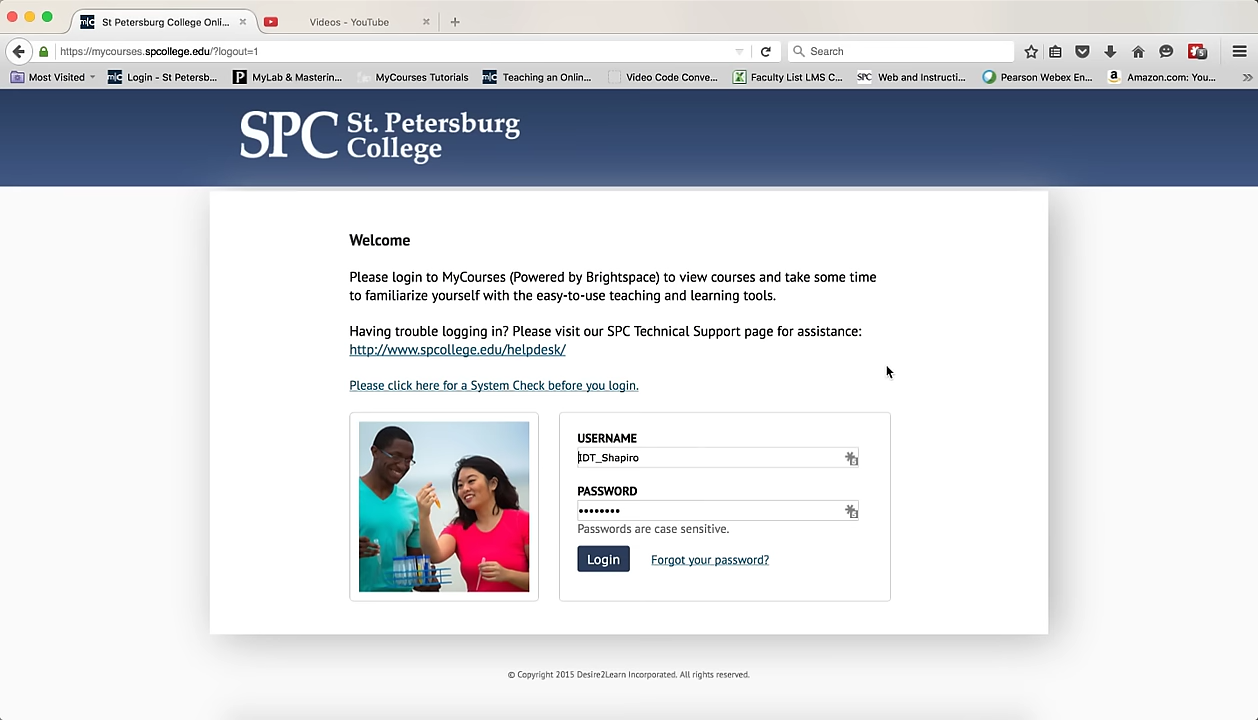 St. Petersburg College Onli...
Videos - YouTube
https://mycourses.spcollege.edu/?logout=1
Search
Most Visited
Login - St Petersb...
MyLab & Masterin...
MyCourses Tutorials
Teaching an Onlin...
Video Code Conve...
Faculty List LMS C...
SPC
Web and Instructi...
Pearson Webex En...
Amazon.com: You...
SPC St. Petersburg
College
Welcome
Please login to MyCourses (Powered by Brightspace) to view courses and take some time
to familiarize yourself with the easy-to-use teaching and learning tools.
Having trouble logging in? Please visit our SPC Technical Support page for assistance:
http://www.spcollege.edu/helpdesk/
Please click here for a System Check before you login.
USERNAME
IDT_Shapiro
PASSWORD
••••••••
Passwords are case sensitive.
Login
Forgot your password?
© Copyright 2015 Desire2Learn Incorporated. All rights reserved.